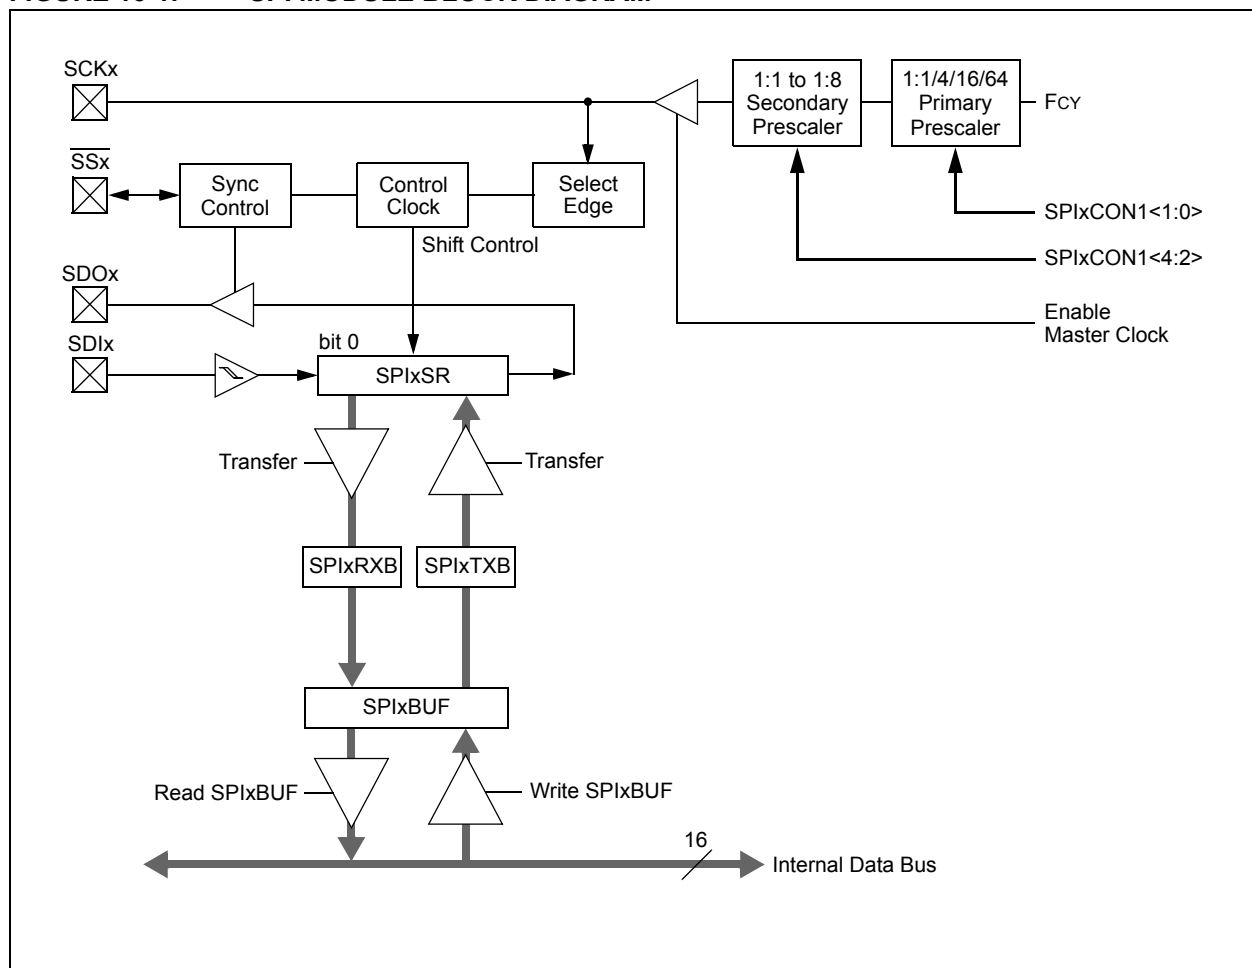 SCKx
1:1 to 1:8
Secondary
Prescaler
1:1/4/16/64
Primary
Prescaler
FCY
SSx
Sync
Control
Control
Clock
Select
Edge
SPIxCON1<1:0>
Shift Control
SPIxCON1<4:2>
SDOx
Enable
Master Clock
SDIx
bit 0
SPIxSR
Transfer
Transfer
SPIxRXB
SPIxTXB
SPIxBUF
Read SPIxBUF
Write SPIxBUF
16
Internal Data Bus